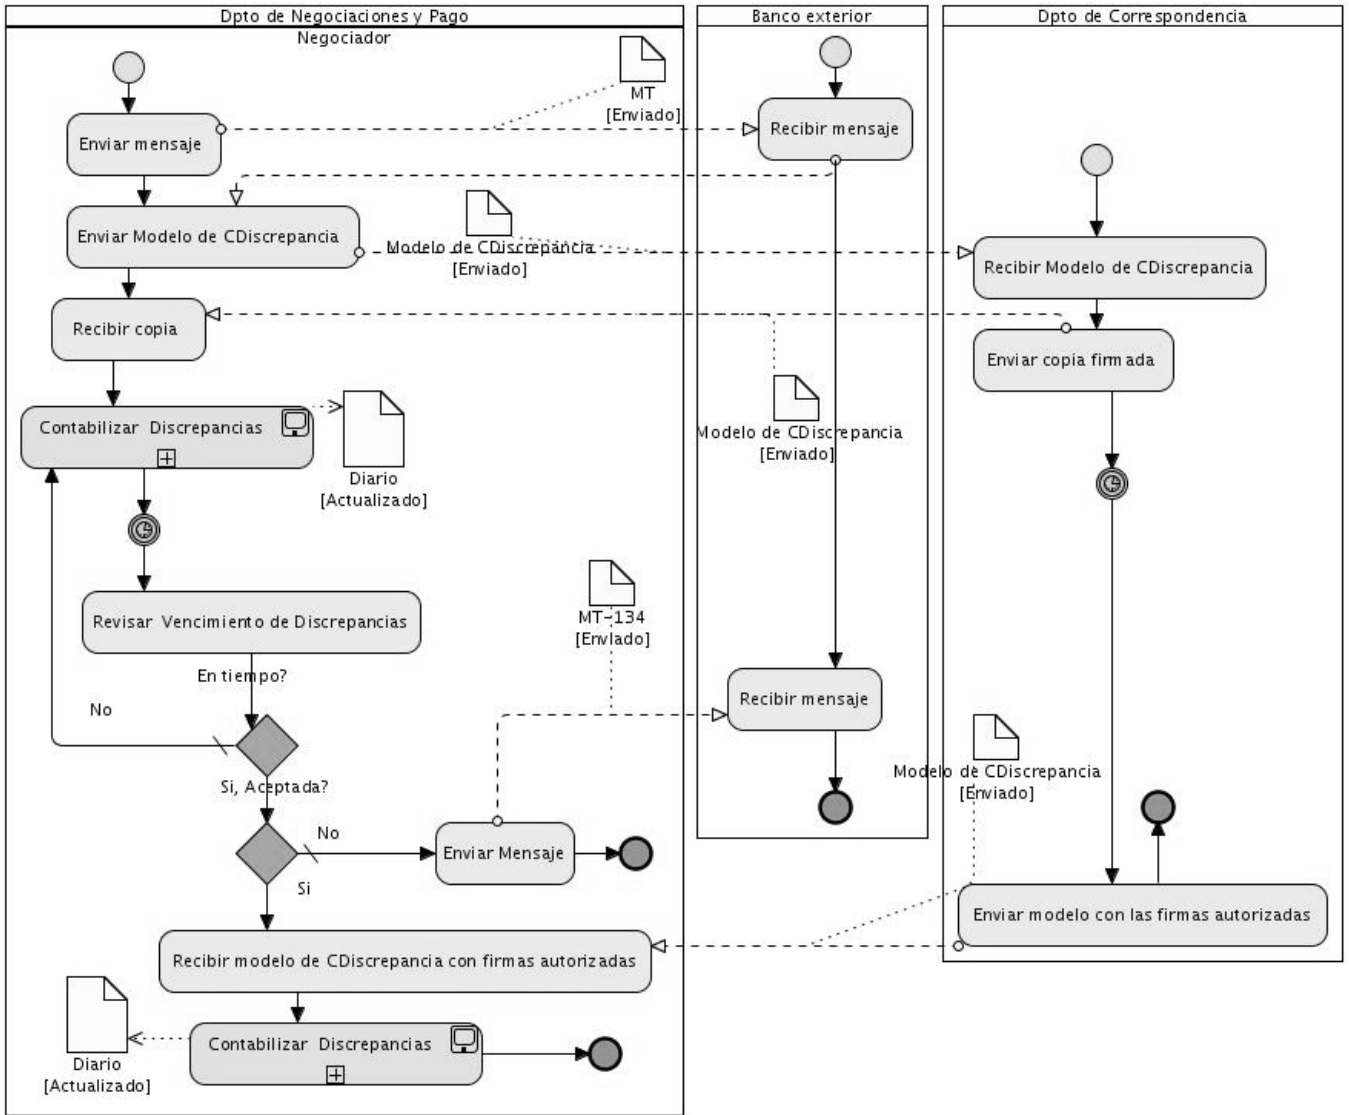 Dpto de Negociaciones y Pago
Negociador
Banco exterior
Dpto de Correspondencia
MT
[Enviado]
Enviar mensaje
Recibir mensaje
Enviar Modelo de CDiscrepancia
Modelo de CDiscrepancia
[Enviado]
Recibir Modelo de CDiscrepancia
Recibir copia
Enviar copia firmada
Modelo de CDiscrepancia
[Enviado]
Contabilizar Discrepancias
Diario
[Actualizado]
Revisar Vencimiento de Discrepancias
MT-134
[Enviado]
En tiempo?
No
Recibir mensaje
Si, Aceptada?
Modelo de CDiscrepancia
[Enviado]
No
Enviar Mensaje
Si
Enviar modelo con las firmas autorizadas
Recibir modelo de CDiscrepancia con firmas autorizadas
Contabilizar Discrepancias
Diario
[Actualizado]